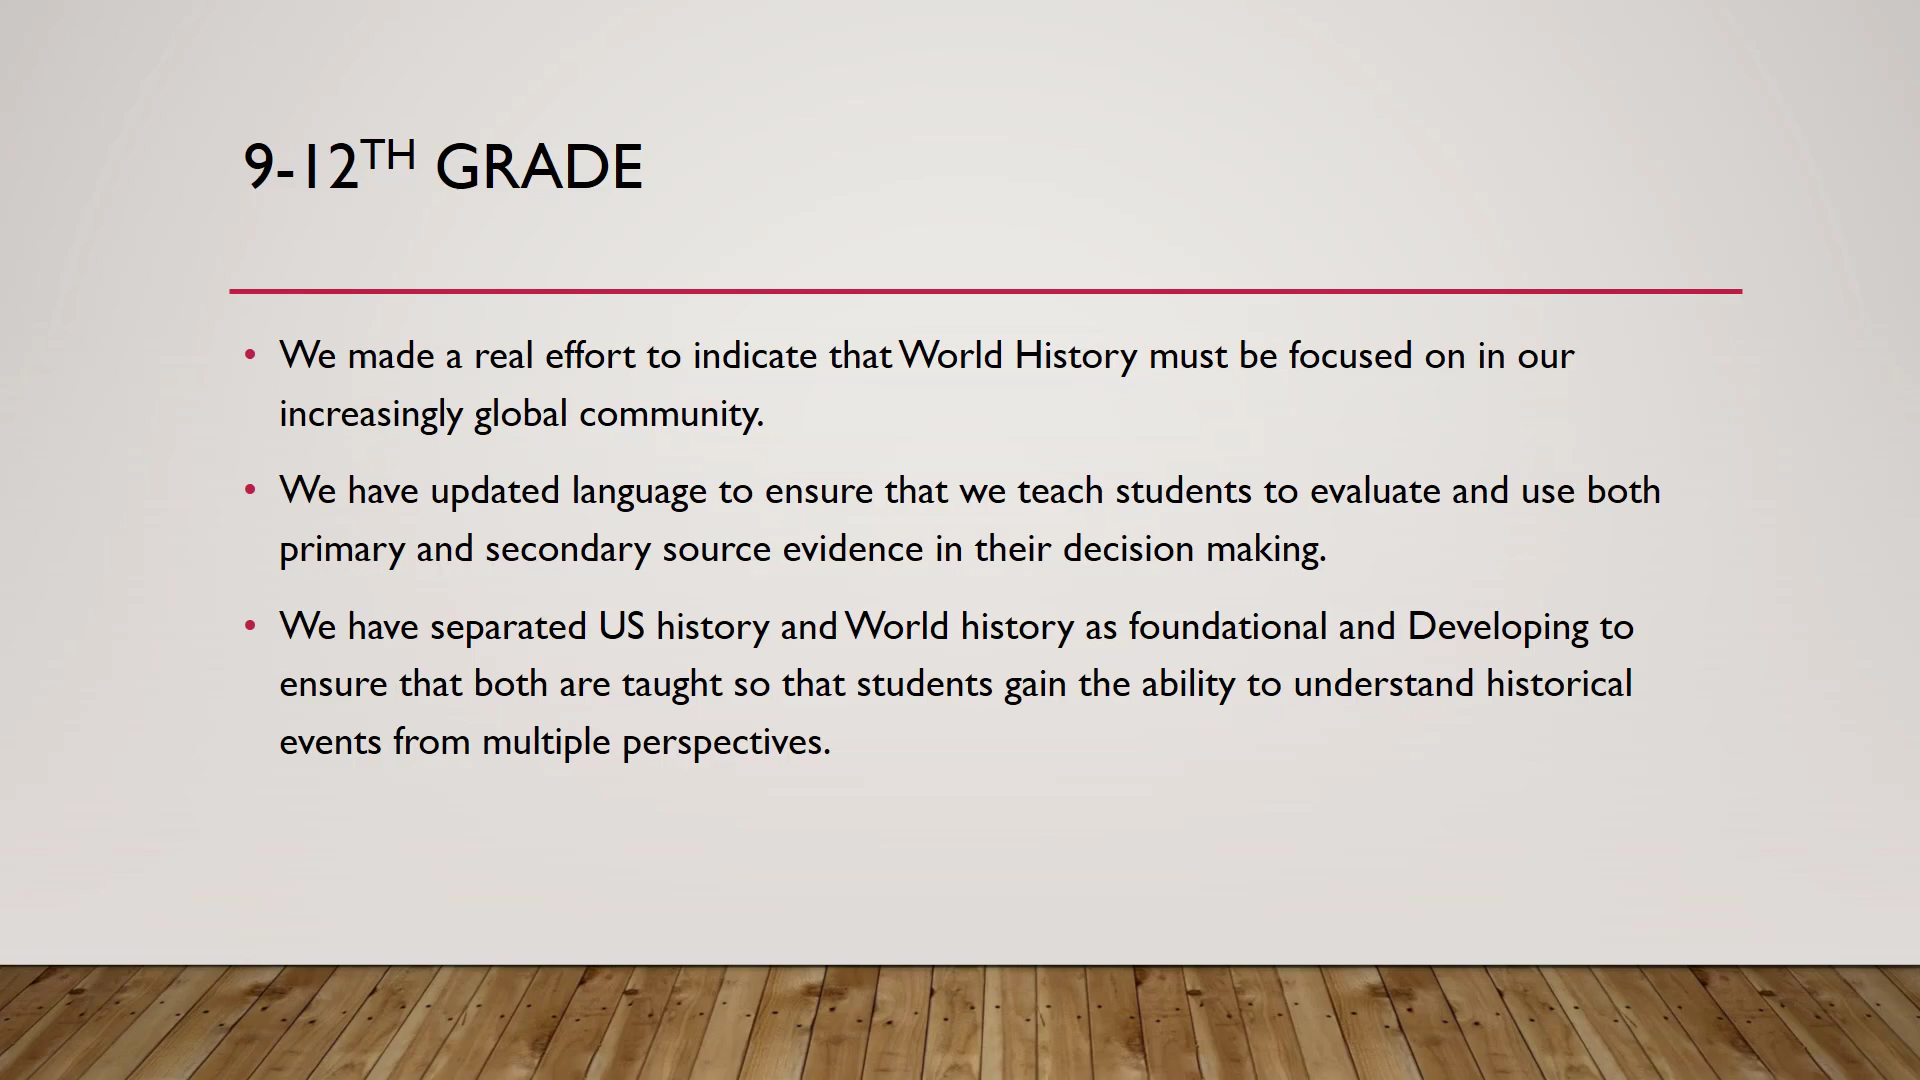 9-12TH GRADE
• We made a real effort to indicate that World History must be focused on in our
increasingly global community.
• We have updated language to ensure that we teach students to evaluate and use both
primary and secondary source evidence in their decision making.
• We have separated US history and World history as foundational and Developing to
ensure that both are taught so that students gain the ability to understand historical
events from multiple perspectives.